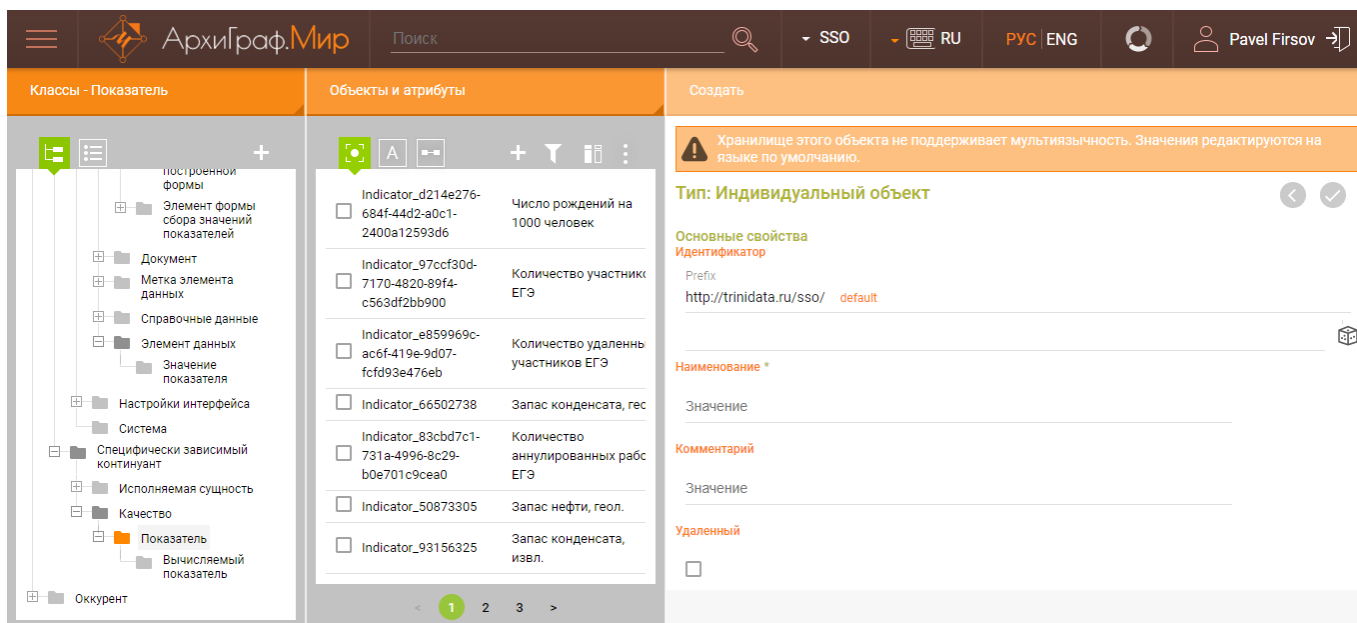 АрхиГраф.Мир
Поиск
SSO
RU
РУС ENG
Pavel Firsov
Классы - Показатель
Объекты и атрибуты
Создать
построенной
формы
Элемент формы
сбора значений
показателей
Документ
Метка элемента
данных
Справочные данные
Элемент данных
Значение
показателя
Настройки интерфейса
Система
Специфически зависимый
континуант
Исполняемая сущность
Качество
Показатель
Вычисляемый
показатель
Оккурент
A
Indicator_d214e276-
684f-44d2-a0c1-
2400a12593d6
Число рождений на
1000 человек
Indicator_97ccf30d-
7170-4820-89f4-
c563df2bb900
Количество участникс
ЕГЭ
Indicator_e859969c-
ac6f-419e-9d07-
fcfd93e476eb
Количество удаленны
участников ЕГЭ
Indicator_66502738
Запас конденсата, гес
Indicator_83cbd7c1-
731a-4996-8c29-
b0e701c9cea0
Количество
аннулированных рабс
ЕГЭ
Indicator_50873305
Запас нефти, геол.
Indicator_93156325
Запас конденсата,
извл.
< 1 2 3 >
Хранилище этого объекта не поддерживает мультиязычность. Значения редактируются на
языке по умолчанию.
Тип: Индивидуальный объект
Основные свойства
Идентификатор
Prefix
http://trinidata.ru/sso/ default
Наименование *
Значение
Комментарий
Значение
Удаленный